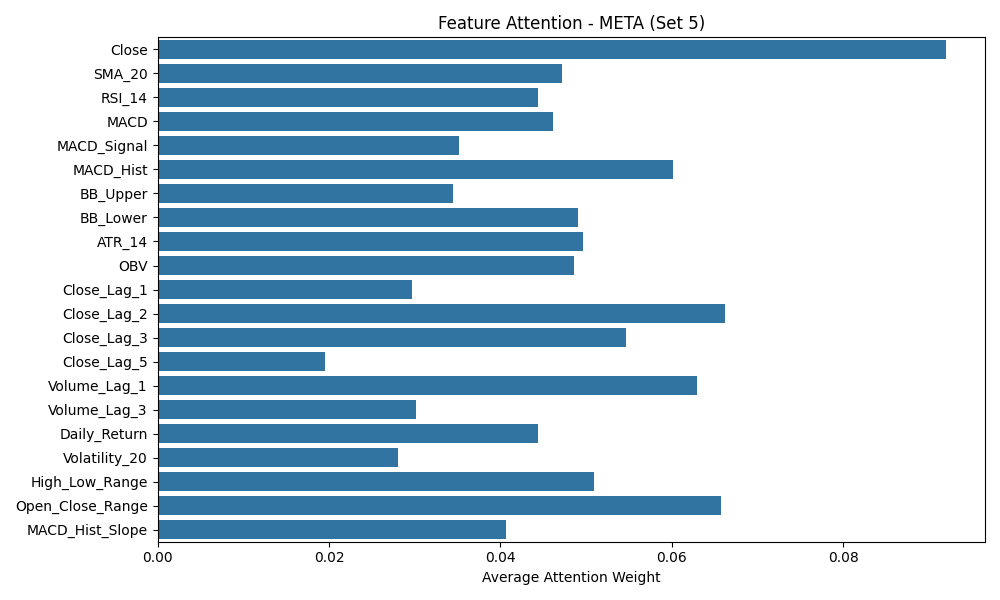 Feature Attention - META (Set 5)
Close
SMA_20
RSI_14
MACD
MACD_Signal
MACD_Hist
BB_Upper
BB_Lower
ATR_14
OBV
Close_Lag_1
Close_Lag_2
Close_Lag_3
Close_Lag_5
Volume_Lag_1
Volume_Lag_3
Daily_Return
Volatility_20
High_Low_Range
Open_Close_Range
MACD_Hist_Slope
0.00 0.02 0.04 0.06 0.08
Average Attention Weight